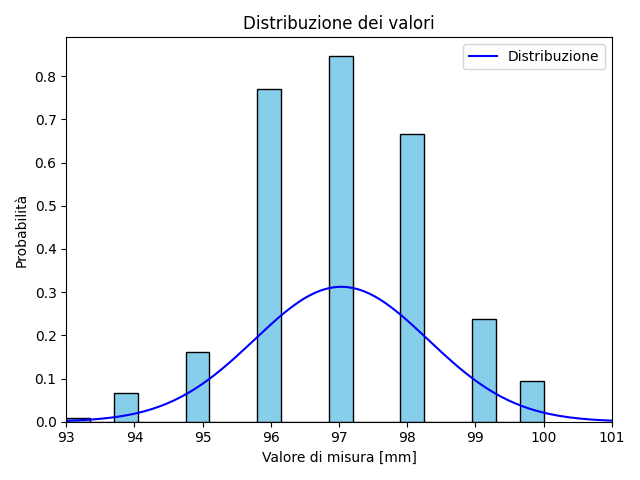 Distribuzione dei valori
Distribuzione
Probabilità
0.8
0.7
0.6
0.5
0.4
0.3
0.2
0.1
0.0
93 94 95 96 97 98 99 100 101
Valore di misura [mm]